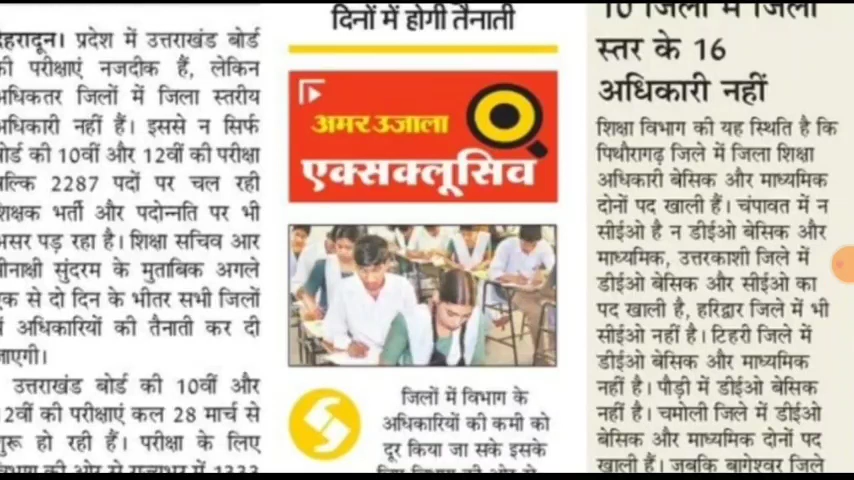 देहरादून। प्रदेश में उत्तराखंड बोर्ड
की परीक्षाएं नजदीक हैं, लेकिन
अधिकतर जिलों में जिला स्तरीय
अधिकारी नहीं हैं। इससे न सिर्फ
बोर्ड की 10वीं और 12वीं की परीक्षा
बल्कि 2287 पदों पर चल रही
शिक्षक भर्ती और पदोन्नति पर भी
असर पड़ रहा है। शिक्षा सचिव आर
मीनाक्षी सुंदरम के मुताबिक अगले
एक से दो दिन के भीतर सभी जिलों
में अधिकारियों की तैनाती कर दी
जाएगी।
उत्तराखंड बोर्ड की 10वीं और
12वीं की परीक्षाएं कल 28 मार्च से
शुरू हो रही हैं। परीक्षा के लिए
विभाग की ओर से राज्यभर में 1333
दिनों में होगी तैनाती
अमर उजाला
एक्सक्लूसिव
जिलों में विभाग के
अधिकारियों की कमी को
दूर किया जा सके इसके
लिए विभाग की ओर से
10 जिलों में जिला
स्तर के 16
अधिकारी नहीं
शिक्षा विभाग की यह स्थिति है कि
पिथौरागढ़ जिले में जिला शिक्षा
अधिकारी बेसिक और माध्यमिक
दोनों पद खाली हैं। चंपावत में न
सीईओ है न डीईओ बेसिक और
माध्यमिक, उत्तरकाशी जिले में
डीईओ बेसिक और सीईओ का
पद खाली है, हरिद्वार जिले में भी
सीईओ नहीं है। टिहरी जिले में
डीईओ बेसिक और माध्यमिक
नहीं है। पौड़ी में डीईओ बेसिक
नहीं है। चमोली जिले में डीईओ
बेसिक और माध्यमिक दोनों पद
खाली हैं। जबकि बागेश्वर जिले